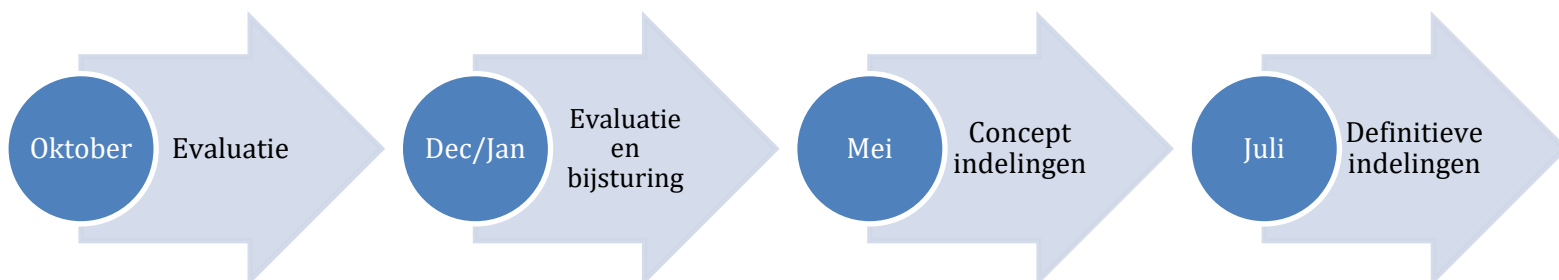 Oktober
Evaluatie
Dec/Jan
Evaluatie
en
bijsturing
Mei
Concept
indelingen
Juli
Definitieve
indelingen